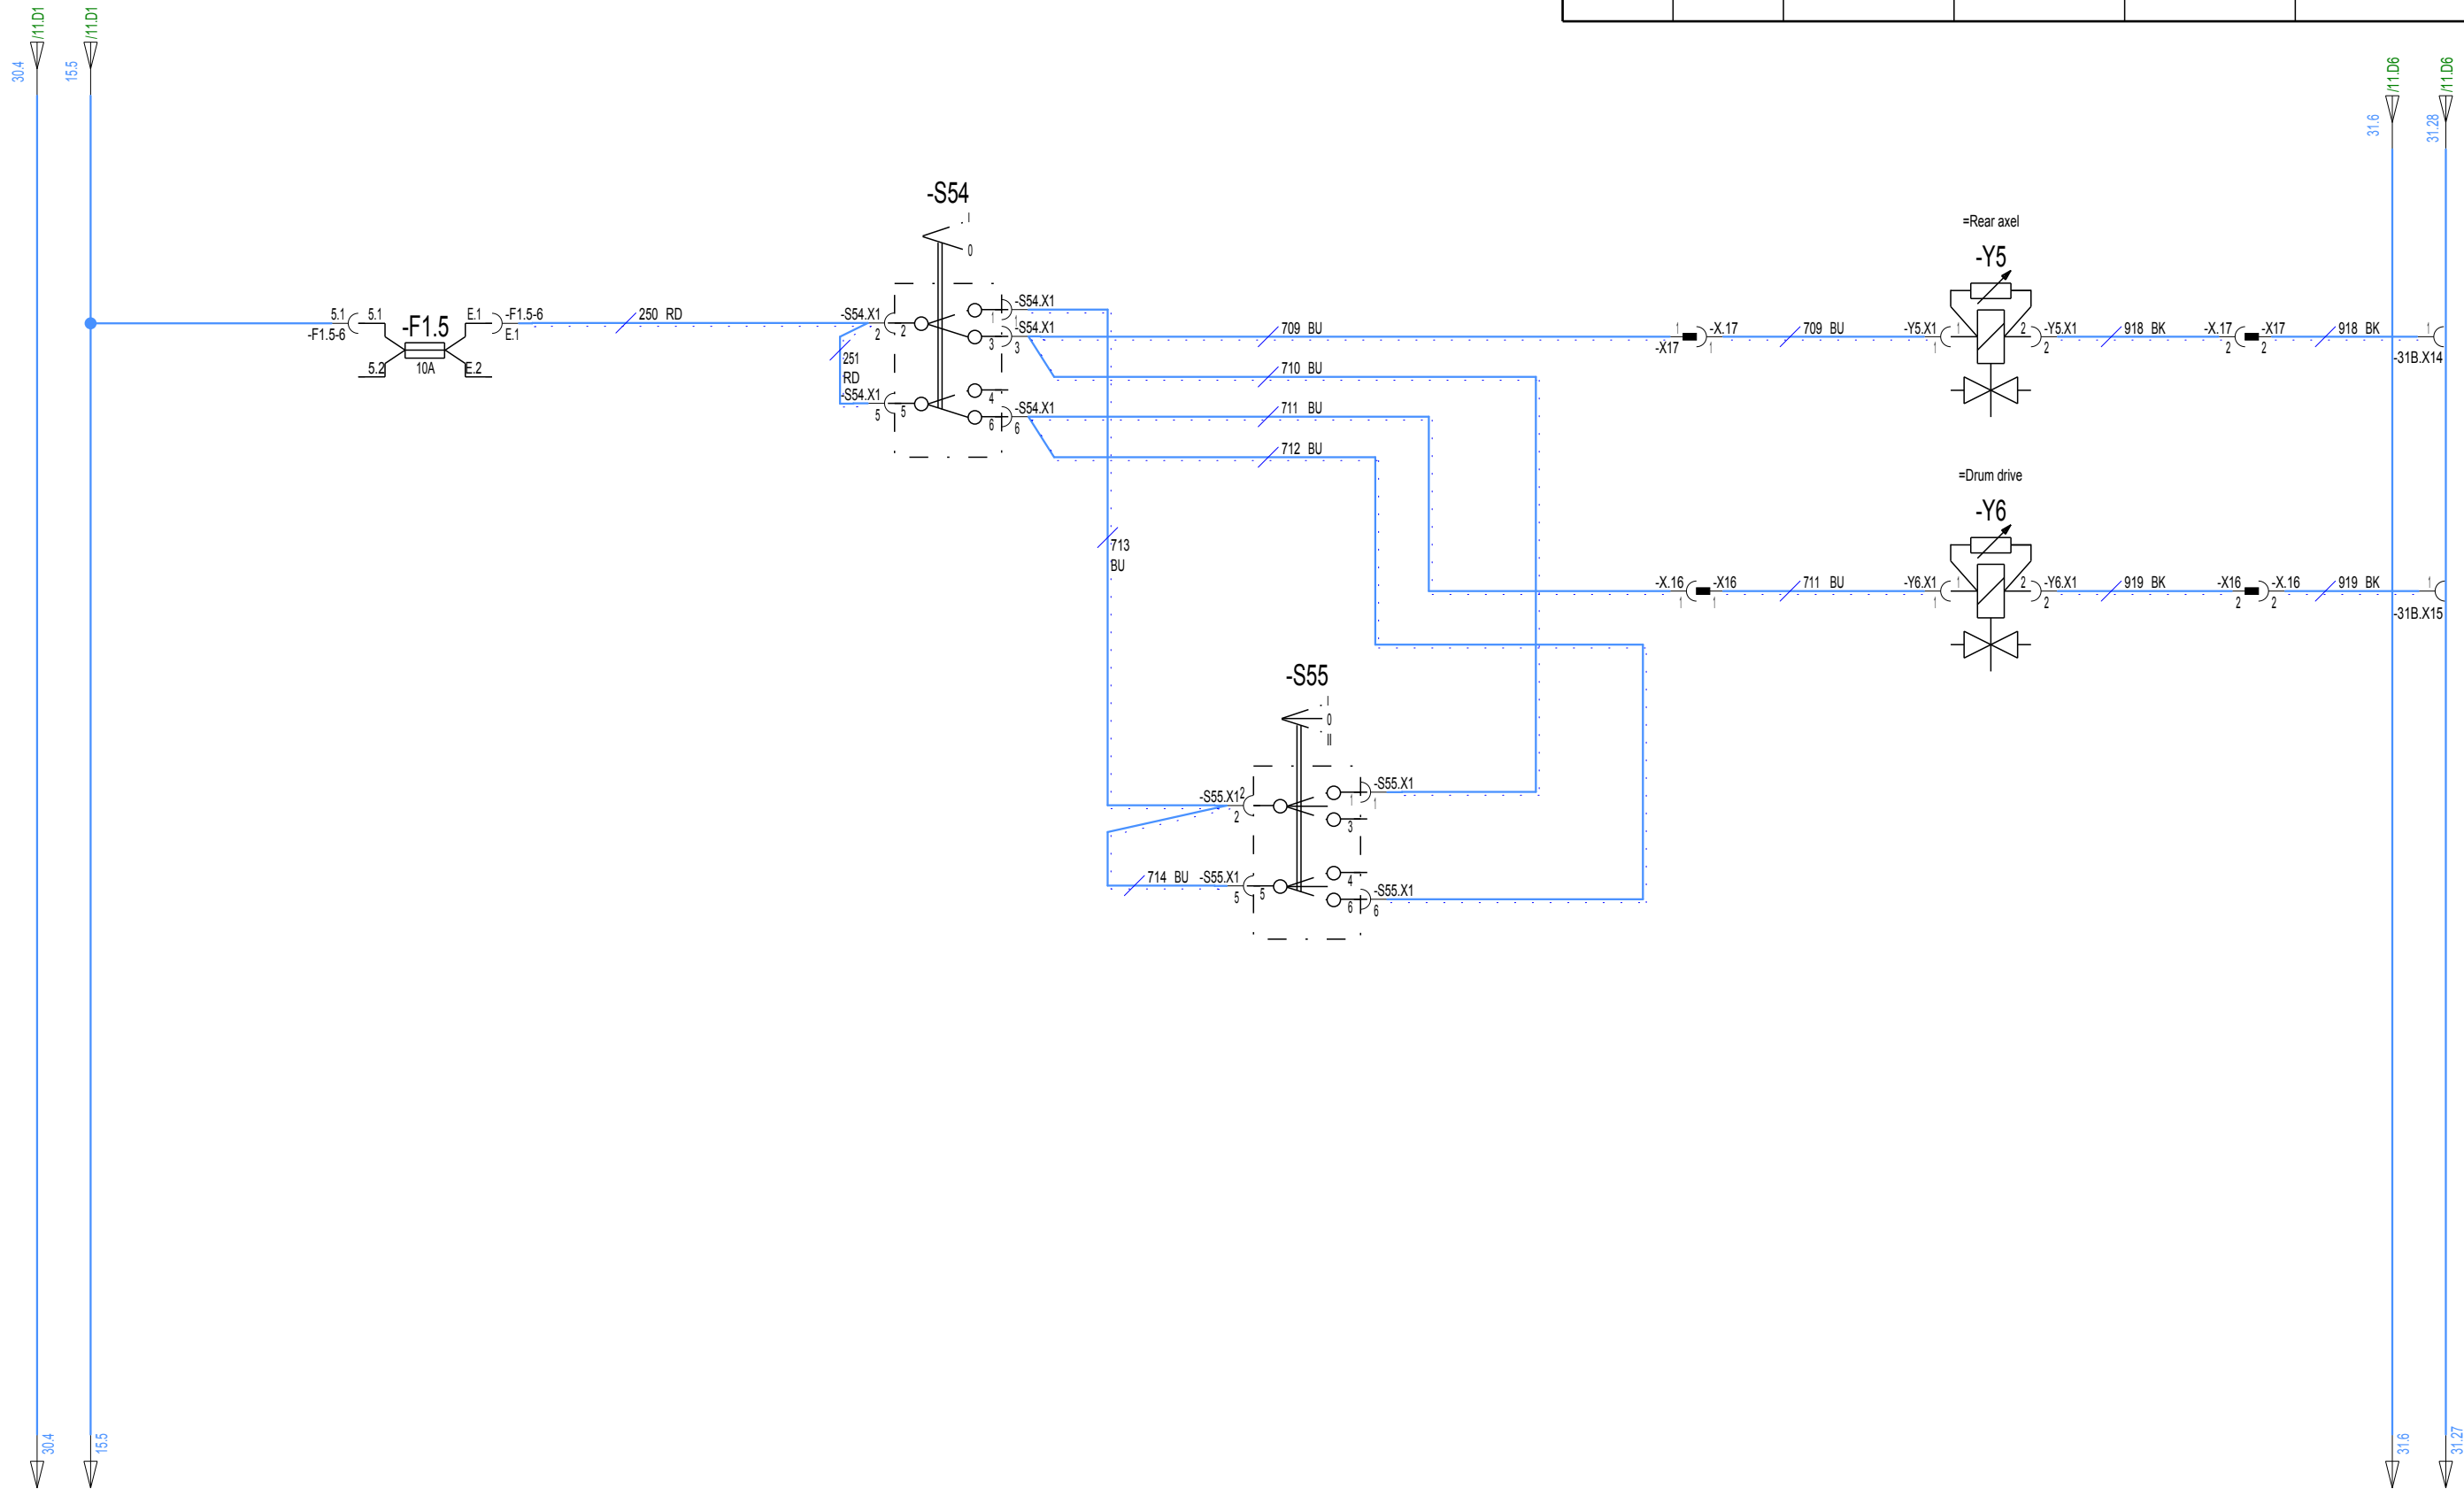 /11.D1
/11.D1
30.4
15.5
/11.D6
/11.D6
31.6
31.28
-S54
I
0
=Rear axel
-Y5
5.1 5.1
-F1.5-6
-F1.5
E.1 -F1.5-6
E.1
5.2
10A
E.2
250 RD
-S54.X1
2 2
251
RD
-S54.X1
5 5
1 -S54.X1
1
-S54.X1
3 3
4
-S54.X1
6 6
709 BU
710 BU
711 BU
712 BU
1 -X.17
-X17 1
709 BU
-Y5.X1 1
1
2 -Y5.X1
2
918 BK
-X.17 -X17
2 2
918 BK
1
-31B.X14
=Drum drive
-Y6
713
BU
-X.16 -X16
1 1
711 BU
-Y6.X1 1
1
2 -Y6.X1
2
919 BK
-X16 -X.16
2 2
919 BK
1
-31B.X15
-S55
I
0
II
-S55.X1 2
2
1 -S55.X1
1
3
714 BU -S55.X1
5 5
4
-S55.X1
6 6
30.4
15.5
31.6
31.27